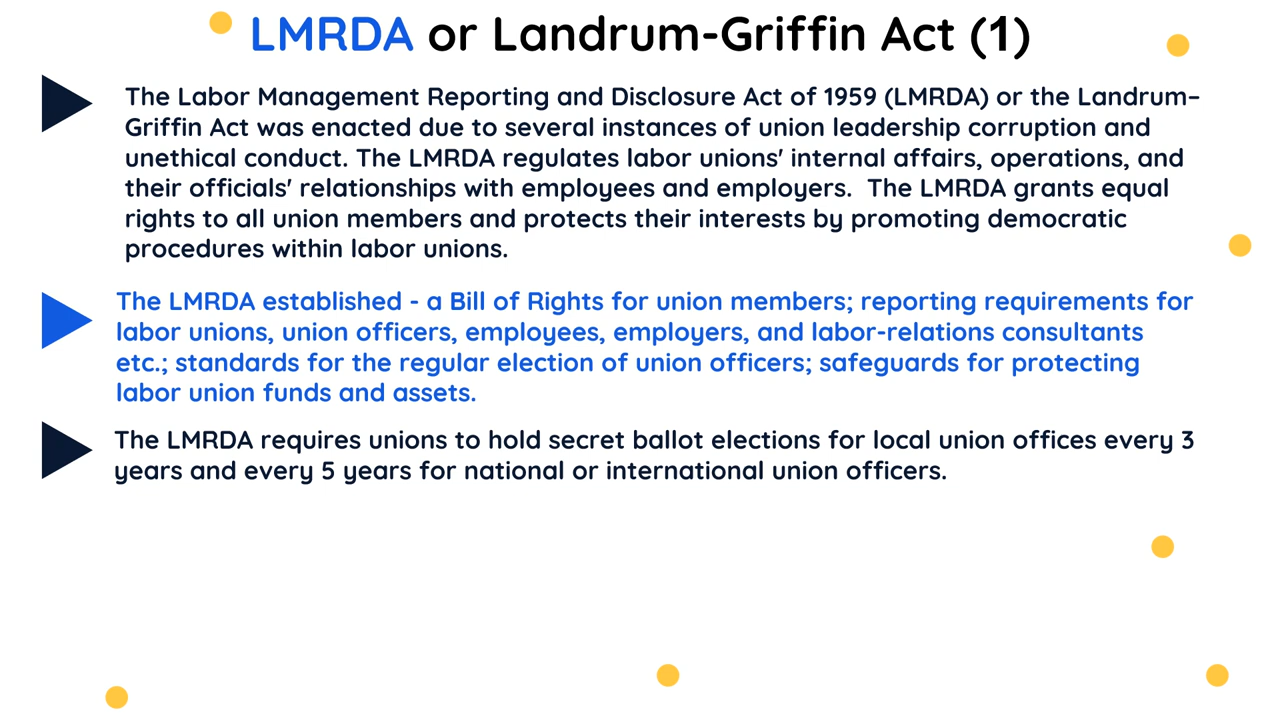 LMRDA or Landrum-Griffin Act (1)
The Labor Management Reporting and Disclosure Act of 1959 (LMRDA) or the Landrum–
Griffin Act was enacted due to several instances of union leadership corruption and
unethical conduct. The LMRDA regulates labor unions' internal affairs, operations, and
their officials' relationships with employees and employers.  The LMRDA grants equal
rights to all union members and protects their interests by promoting democratic
procedures within labor unions.
The LMRDA established - a Bill of Rights for union members; reporting requirements for
labor unions, union officers, employees, employers, and labor-relations consultants
etc.; standards for the regular election of union officers; safeguards for protecting
labor union funds and assets.
The LMRDA requires unions to hold secret ballot elections for local union offices every 3
years and every 5 years for national or international union officers.